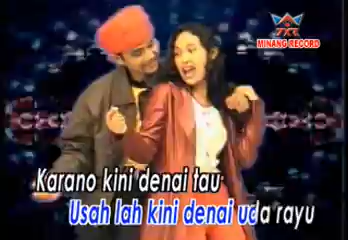 MINANG RECORD
Karano kini denai tau
Usah lah kini denai uda rayu